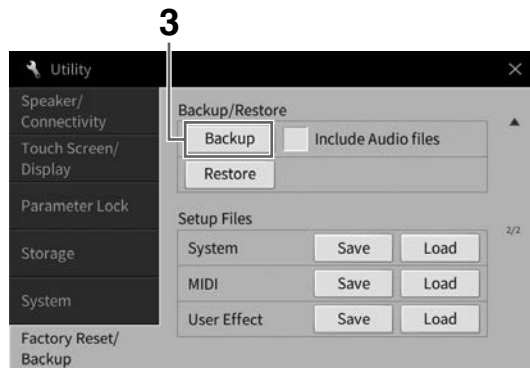 3
Utility
Speaker/
Connectivity
Touch Screen/
Display
Parameter Lock
Storage
System
Factory Reset/
Backup
Backup/Restore
Backup
Include Audio files
Restore
Setup Files
System Save Load
MIDI Save Load
User Effect Save Load
2/2